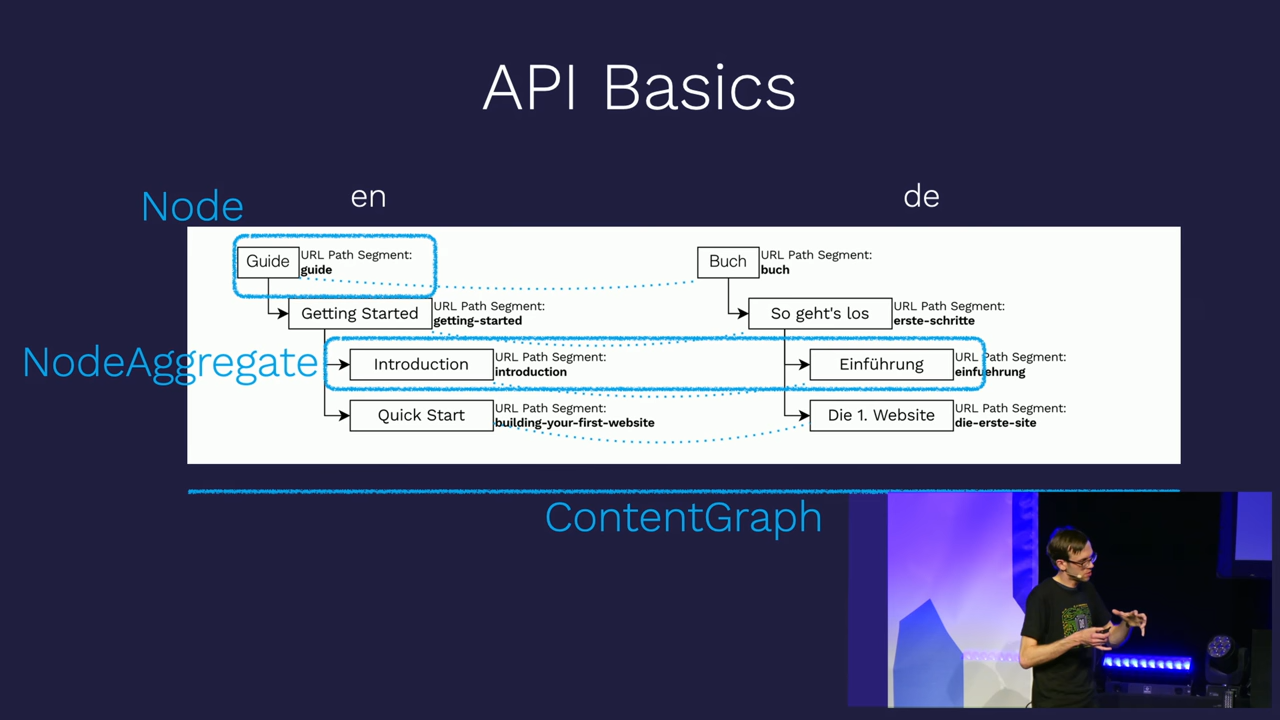 API Basics
Node
en
de
Guide
URL Path Segment:
guide
Buch
URL Path Segment:
buch
Getting Started
URL Path Segment:
getting-started
So geht's los
URL Path Segment:
erste-schritte
NodeAggregate
Introduction
URL Path Segment:
introduction
Einführung
URL Path Segment:
einfuehrung
Quick Start
URL Path Segment:
building-your-first-website
Die 1. Website
URL Path Segment:
die-erste-site
ContentGraph